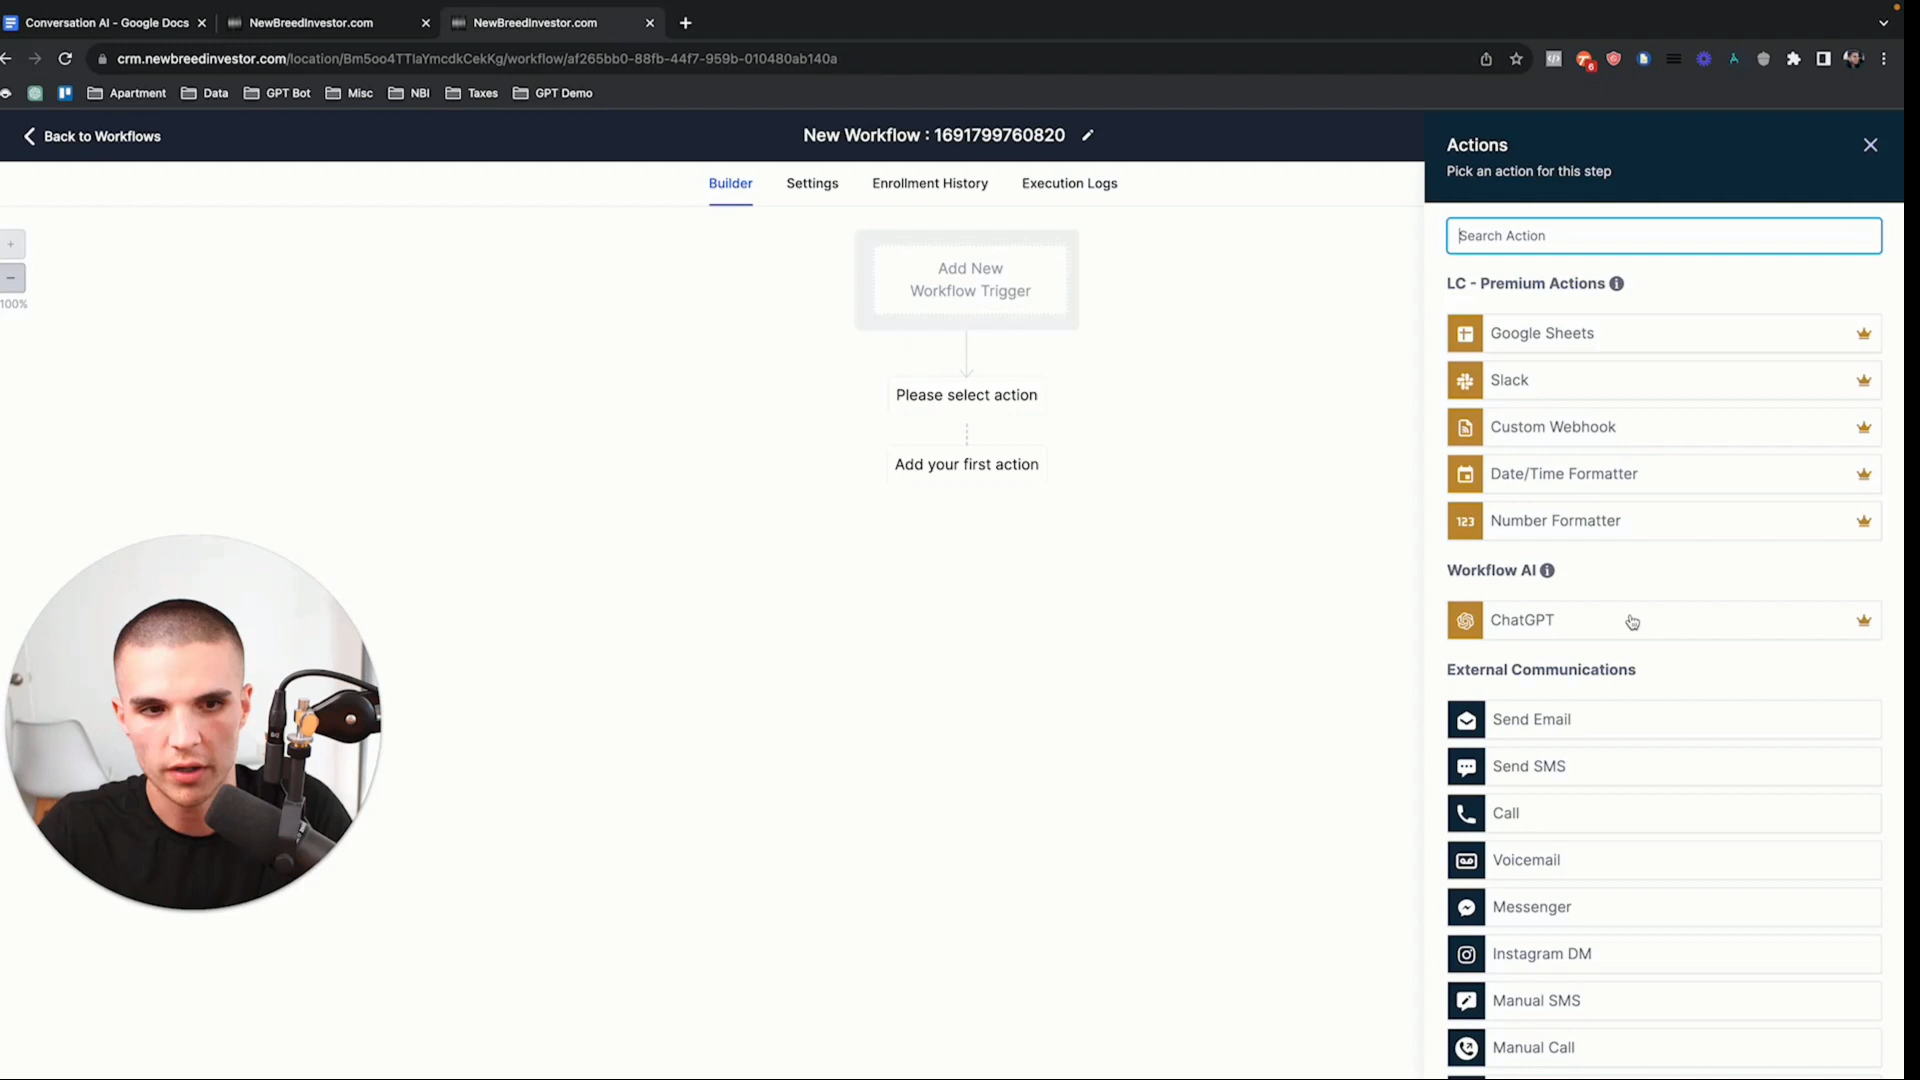 Conversation AI - Google Docs
NewBreedInvestor.com
NewBreedInvestor.com
crm.newbreedinvestor.com/location/Bm5oo4TTIaYmcdkCekKg/workflow/af265bb0-88fb-44f7-959b-010480ab140a
6
Apartment
Data
GPT Bot
Misc
NBI
Taxes
GPT Demo
Back to Workflows
New Workflow : 1691799760820
Builder
Settings
Enrollment History
Execution Logs
100%
Add New
Workflow Trigger
Please select action
Add your first action
Actions
Pick an action for this step
Search Action
LC - Premium Actions
Google Sheets
Slack
Custom Webhook
Date/Time Formatter
123
Number Formatter
Workflow AI
ChatGPT
External Communications
Send Email
Send SMS
Call
Voicemail
Messenger
Instagram DM
Manual SMS
Manual Call